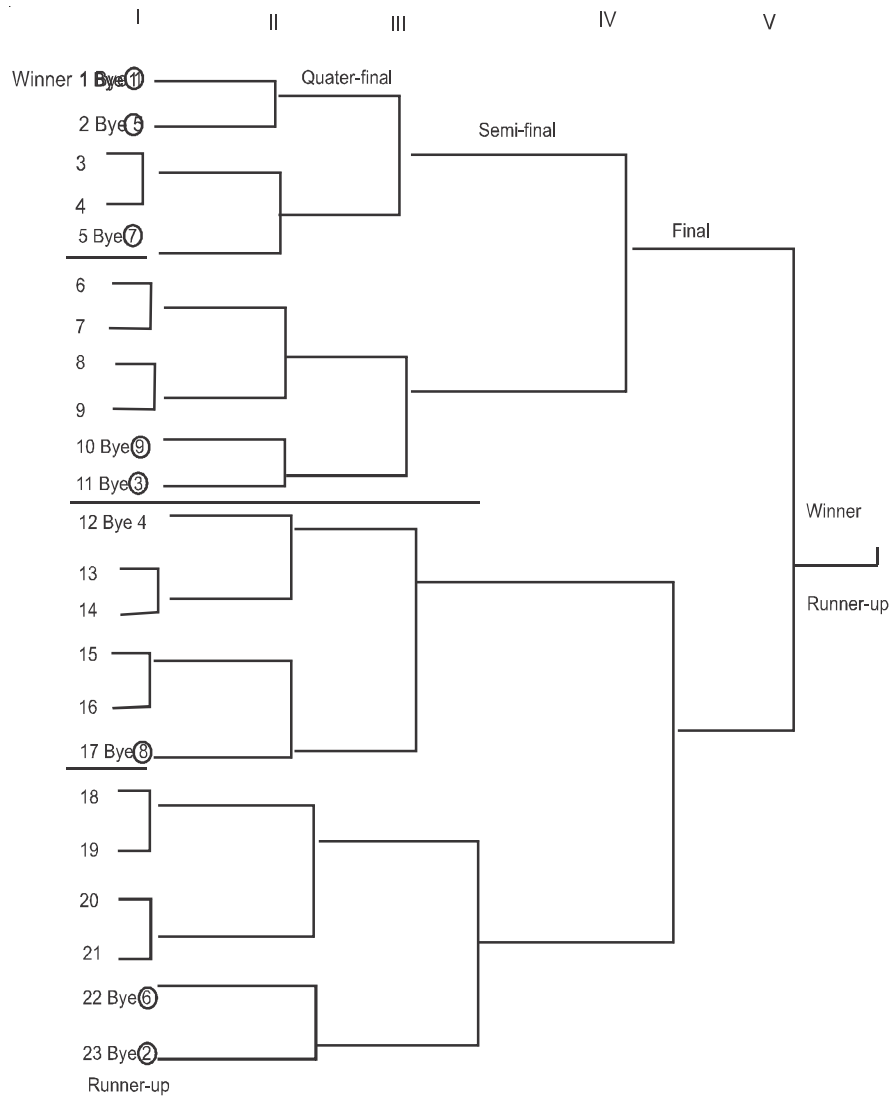 I II III IV V
Winner 1 Bye 1 Quater-final
2 Bye 5 Semi-final
3
4
5 Bye 7 Final
6
7
8
9
10 Bye 9
11 Bye 3
12 Bye 4 Winner
13
14 Runner-up
15
16
17 Bye 8
18
19
20
21
22 Bye 6
23 Bye 2
Runner-up